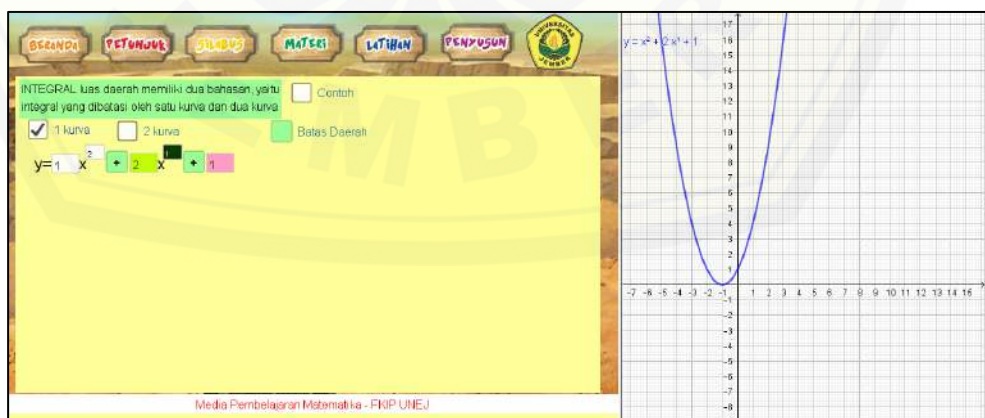 BERANDA PETUNJUK SILABUS MATERI LATIHAN PENYUSUN
UNIVERSITAS JEMBER
INTEGRAL luas daerah memiliki dua bahasan, yaitu
integral yang dibatasi oleh satu kurva dan dua kurva
Contoh
1 kurva 2 kurva Batas Daerah
y= 1 x 2 + 2 x 1 + 1
Media Pembelajaran Matematika - FKIP UNEJ
y = x² + 2 x¹ + 1
17
16
15
14
13
12
11
10
9
8
7
6
5
4
3
2
1
-7 -6 -5 -4 -3 -2 -1 1 2 3 4 5 6 7 8 9 10 11 12 13 14 15 16
-1
-2
-3
-4
-5
-6
-7
-8